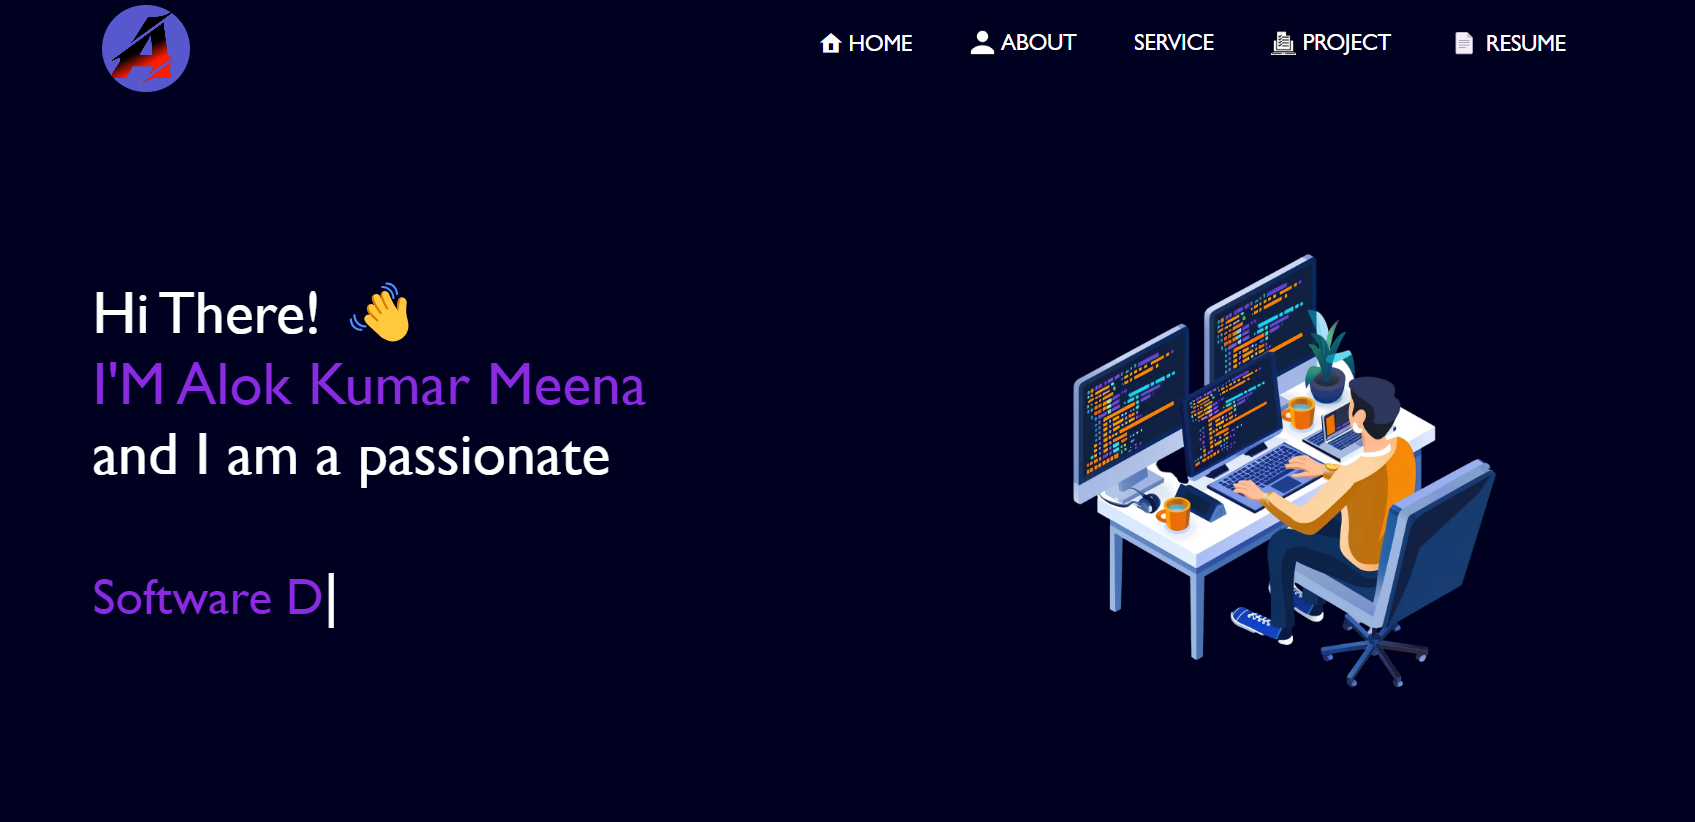 A
HOME ABOUT SERVICE PROJECT RESUME
Hi There! 👋
I'M Alok Kumar Meena
and I am a passionate
Software D